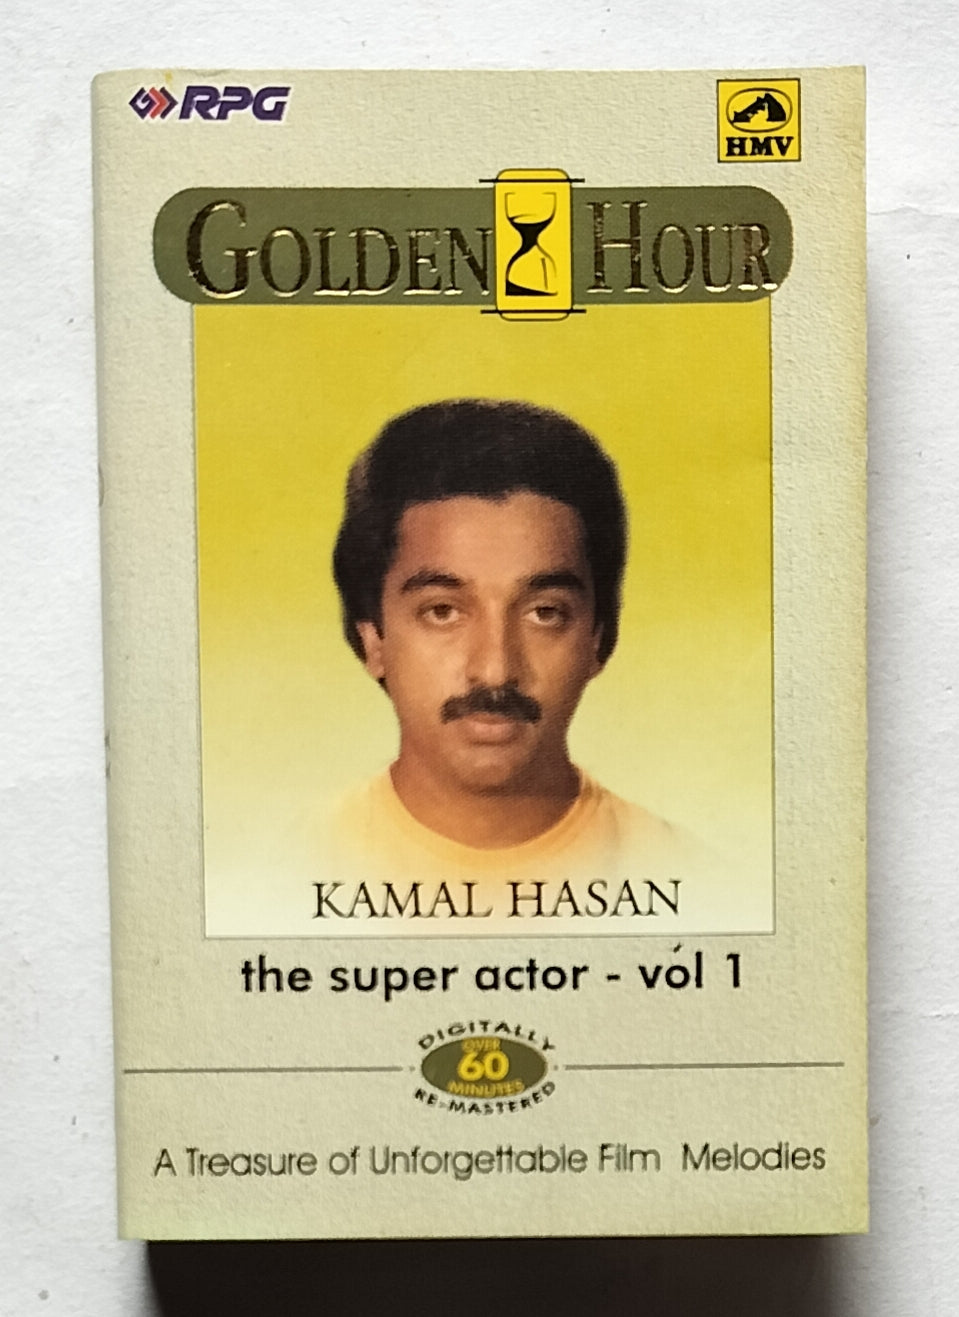 RPG
HMV
GOLDEN HOUR
KAMAL HASAN
the super actor - vol 1
DIGITALLY
OVER
60
MINUTES
RE-MASTERED
A Treasure of Unforgettable Film Melodies